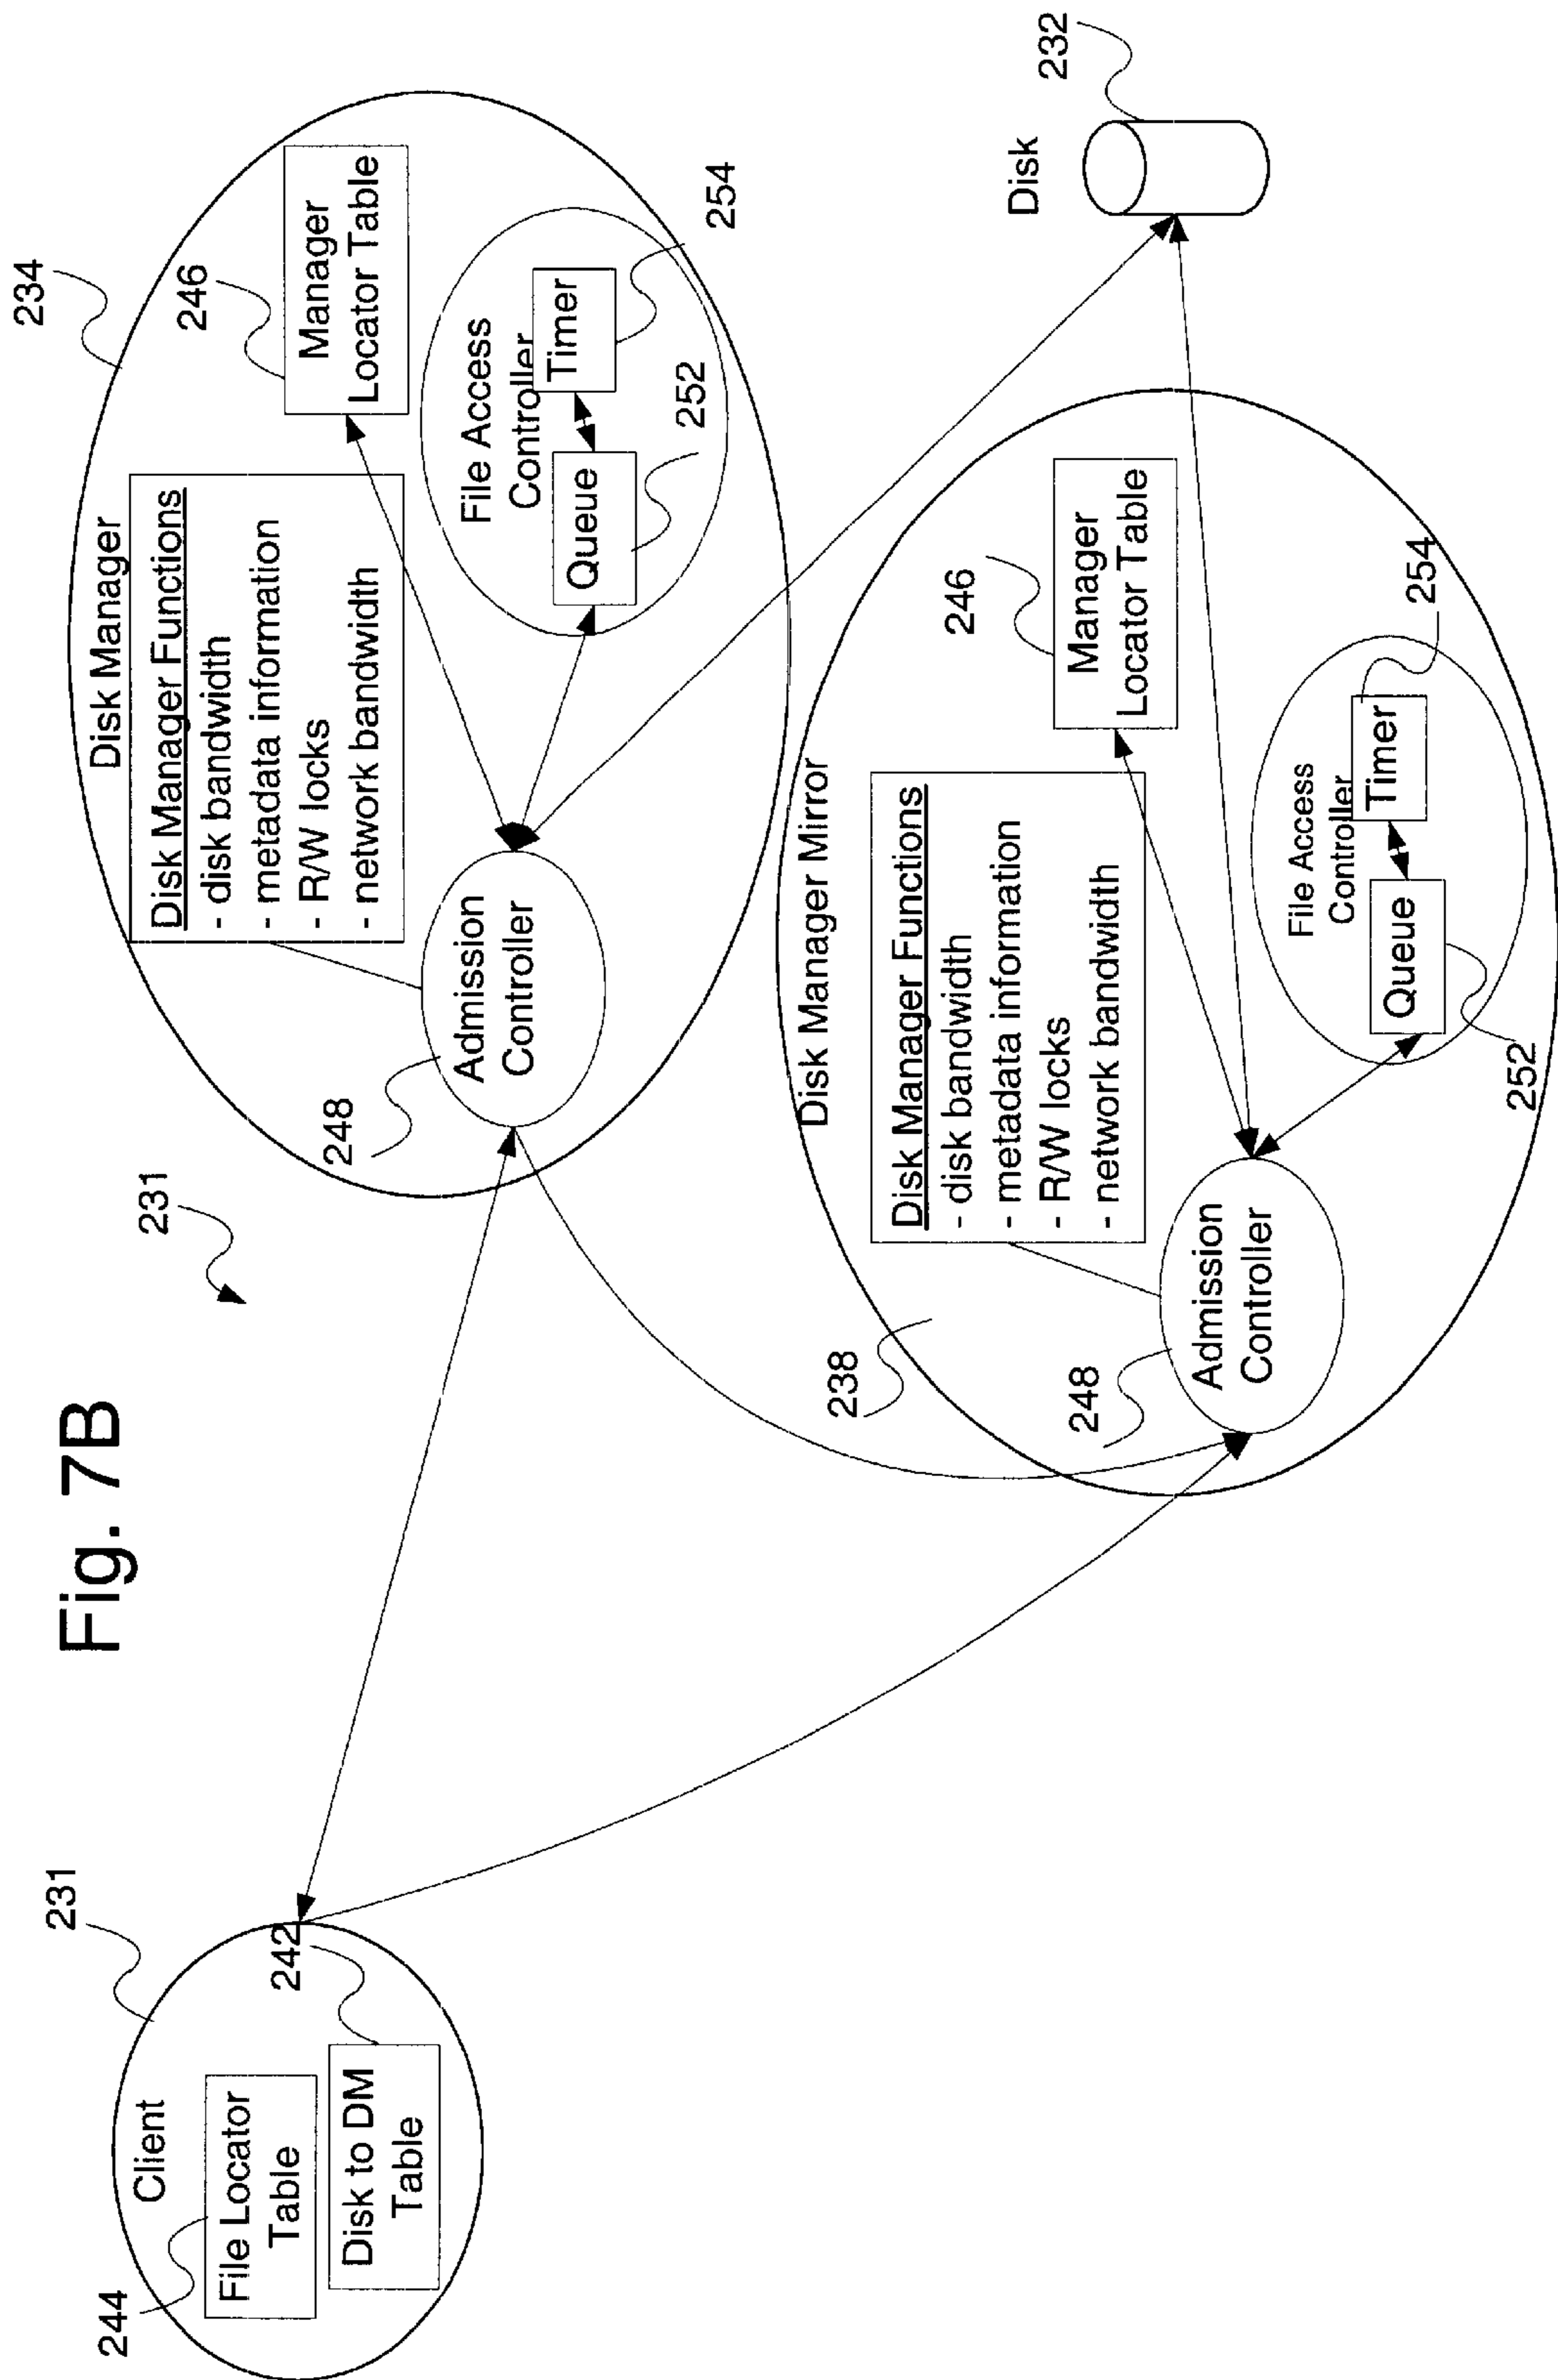 Fig. 7B
231
234
Disk Manager
Disk Manager Functions
- disk bandwidth
- metadata information
- R/W locks
- network bandwidth
246
Manager
Locator Table
File Access
Controller
Queue
Timer
254
252
248
Admission
Controller
231
Client
244
File Locator
Table
242
Disk to DM
Table
Disk Manager Mirror
238
Disk Manager Functions
- disk bandwidth
- metadata information
- R/W locks
- network bandwidth
246
Manager
Locator Table
File Access
Controller
Queue
Timer
254
252
248
Admission
Controller
Disk
232